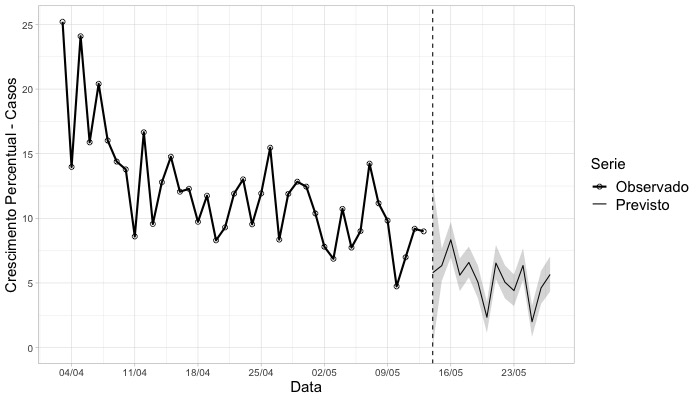 Crescimento Percentual - Casos
25
20
15
10
5
0
04/04 11/04 18/04 25/04 02/05 09/05 16/05 23/05
Data
Serie
Observado
Previsto